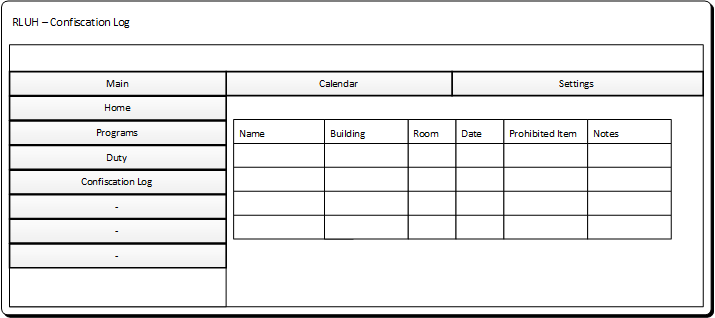 RLUH – Confiscation Log
Main Calendar Settings
Home
Programs
Duty
Confiscation Log
-
-
-
Name Building Room Date Prohibited Item Notes